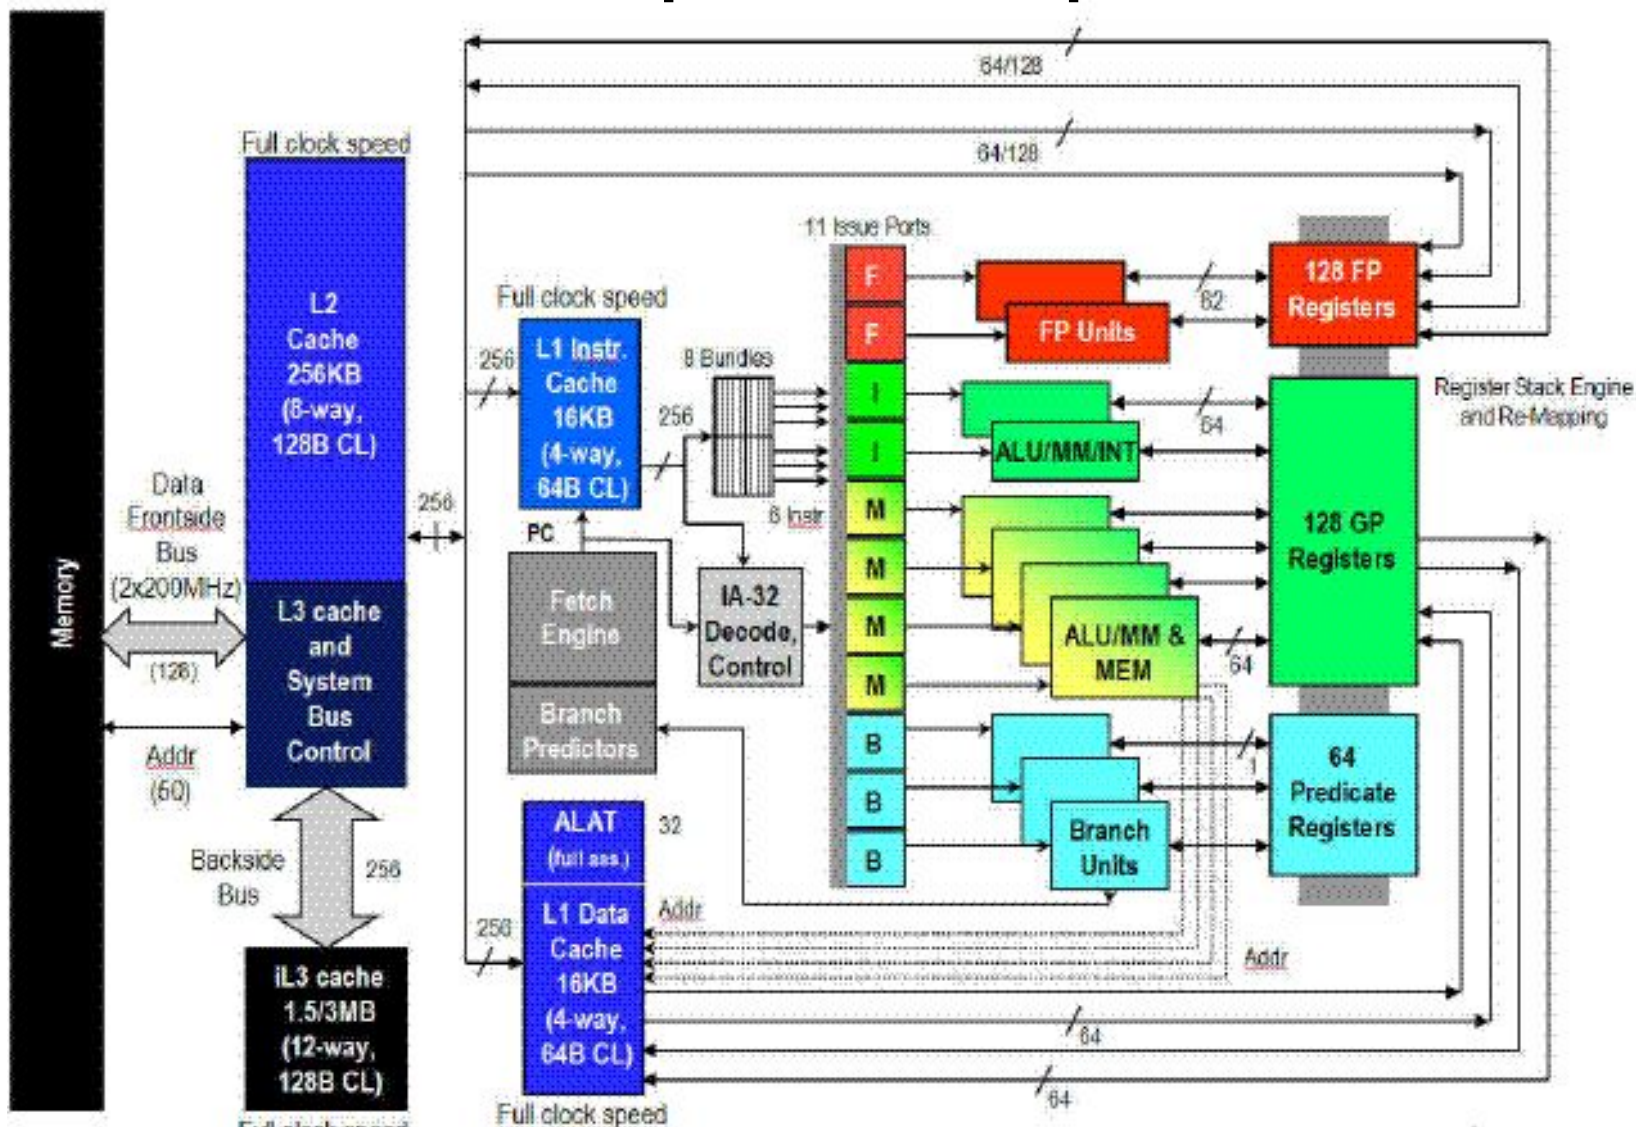 64/128
64/128
Full clock speed
L2
Cache
256KB
(8-way,
128B CL)
L3 cache
and
System
Bus
Control
Memory
Data
Frontside
Bus
(2x200MHz)
(128)
Addr
(50)
Backside
Bus
256
iL3 cache
1.5/3MB
(12-way,
128B CL)
Full clock speed
256
Full clock speed
256
L1 Instr.
Cache
16KB
(4-way,
64B CL)
256
8 Bundles
6 Instr
PC
Fetch
Engine
Branch
Predictors
IA-32
Decode,
Control
ALAT
(full ass.)
32
256
L1 Data
Cache
16KB
(4-way,
64B CL)
Full clock speed
11 Issue Ports
F
F
I
I
M
M
M
M
B
B
B
FP Units
ALU/MM/INT
ALU/MM &
MEM
Branch
Units
82
64
64
1
128 FP
Registers
128 GP
Registers
64
Predicate
Registers
Register Stack Engine
and Re-Mapping
Addr
Addr
64
64